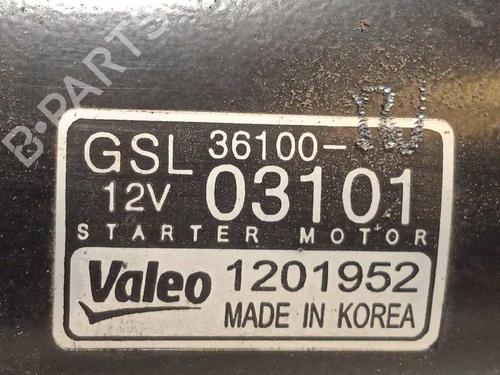 B-PARTS
GSL 36100-
12V 03101
STARTER MOTOR
Valeo 1201952
MADE IN KOREA